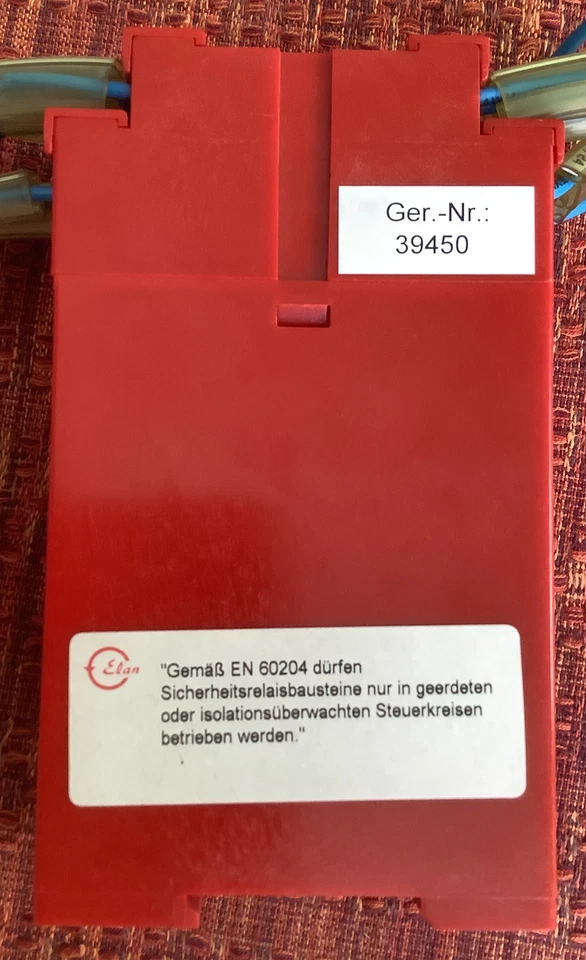 Ger.-Nr.:
39450
Elan
"Gemäß EN 60204 dürfen
Sicherheitsrelaisbausteine nur in geerdeten
oder isolationsüberwachten Steuerkreisen
betrieben werden."